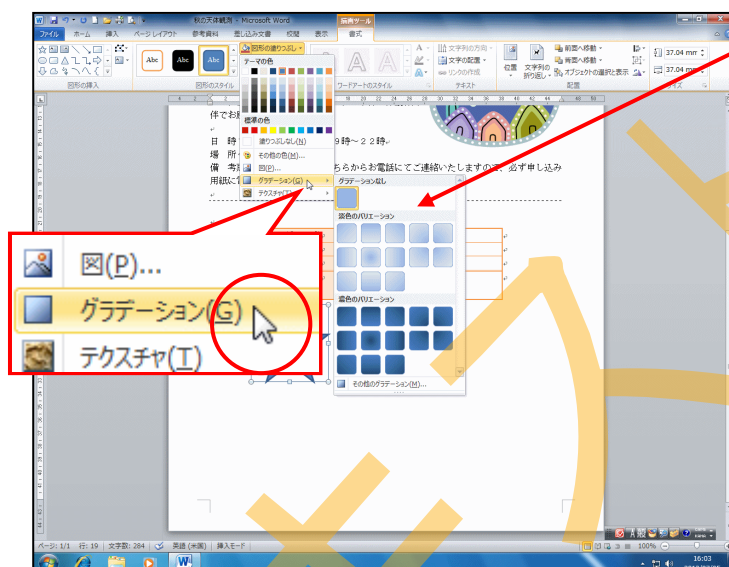 秋の天体観測 - Microsoft Word
描画ツール
ファイル ホーム 挿入 ページ レイアウト 参考資料 差し込み文書 校閲 表示 書式
図形の塗りつぶし
Abc Abc Abc
文字列の方向
文字の配置
リンクの作成
位置 文字列の折り返し
前面へ移動
背面へ移動
オブジェクトの選択と表示
37.04 mm
37.04 mm
図形の挿入 図形のスタイル ワードアートのスタイル テキスト 配置 サイズ
テーマの色
標準の色
塗りつぶしなし(N)
その他の色(M)...
図(P)...
グラデーション(G)
テクスチャ(T)
日 時
9時～22時
場 所
備 考
ちらからお電話にてご連絡いたしますので、必ず申し込み
用紙に
グラデーションなし
淡色のバリエーション
濃色のバリエーション
その他のグラデーション(M)...
図(P)...
グラデーション(G)
テクスチャ(T)
ページ: 1/1 行: 19 文字数: 284 英語 (米国) 挿入モード
100%
16:03